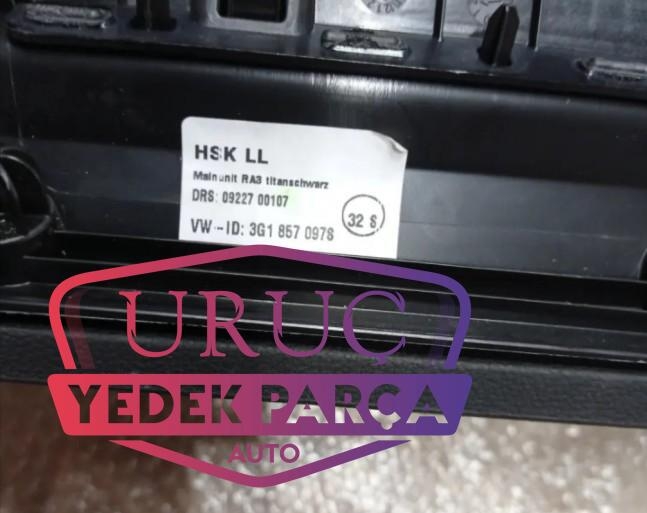 HSK LL
Mainunit RA3 titanschwarz
DRS: 09227 00107
32 S
VW-ID: 3G1 857 097S
URUÇ
YEDEK PARÇA
AUTO